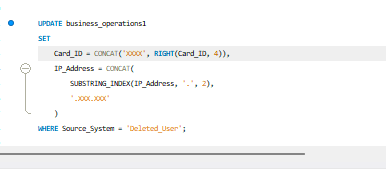 UPDATE business_operations1
SET
Card_ID = CONCAT('XXXX', RIGHT(Card_ID, 4)),
IP_Address = CONCAT(
SUBSTRING_INDEX(IP_Address, '.', 2),
'.xxx.xxx'
)
WHERE Source_System = 'Deleted_User';